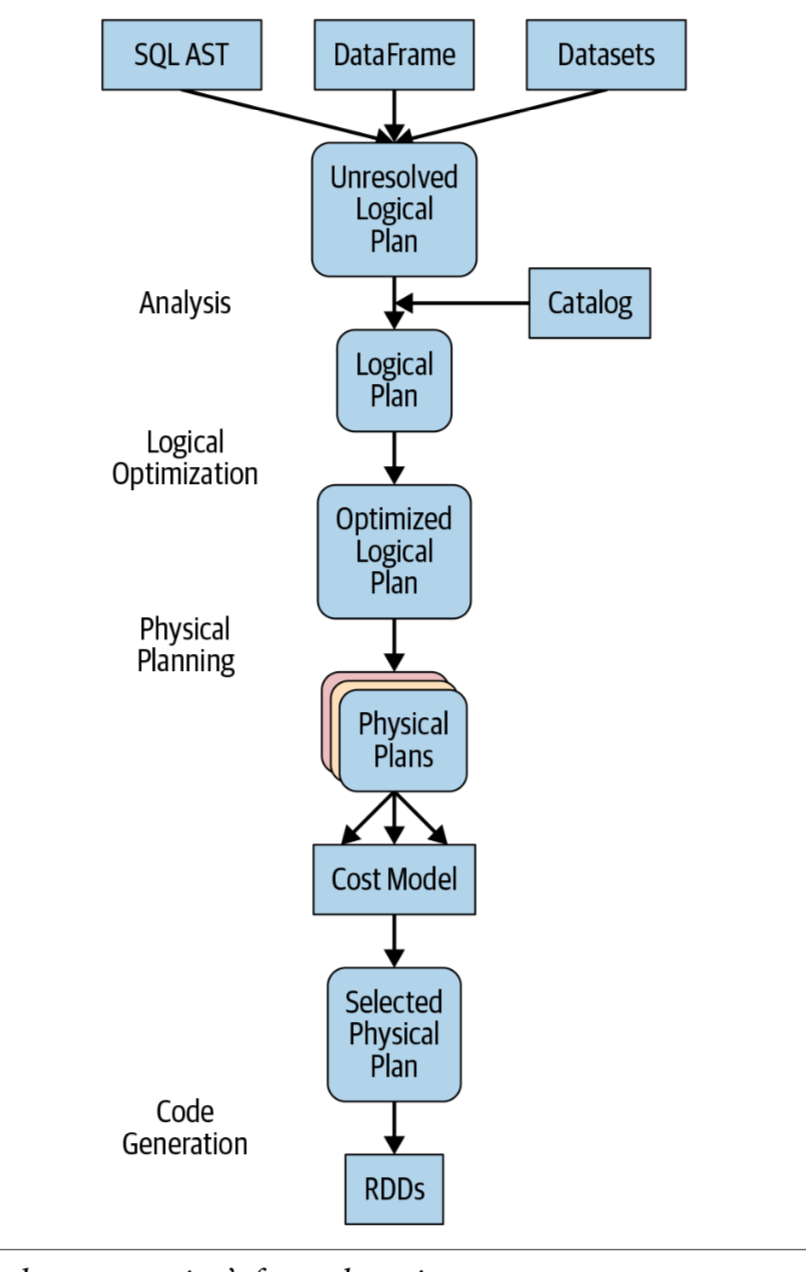 SQL AST
DataFrame
Datasets
Unresolved
Logical
Plan
Analysis
Catalog
Logical
Plan
Logical
Optimization
Optimized
Logical
Plan
Physical
Planning
Physical
Plans
Cost Model
Selected
Physical
Plan
Code
Generation
RDDs